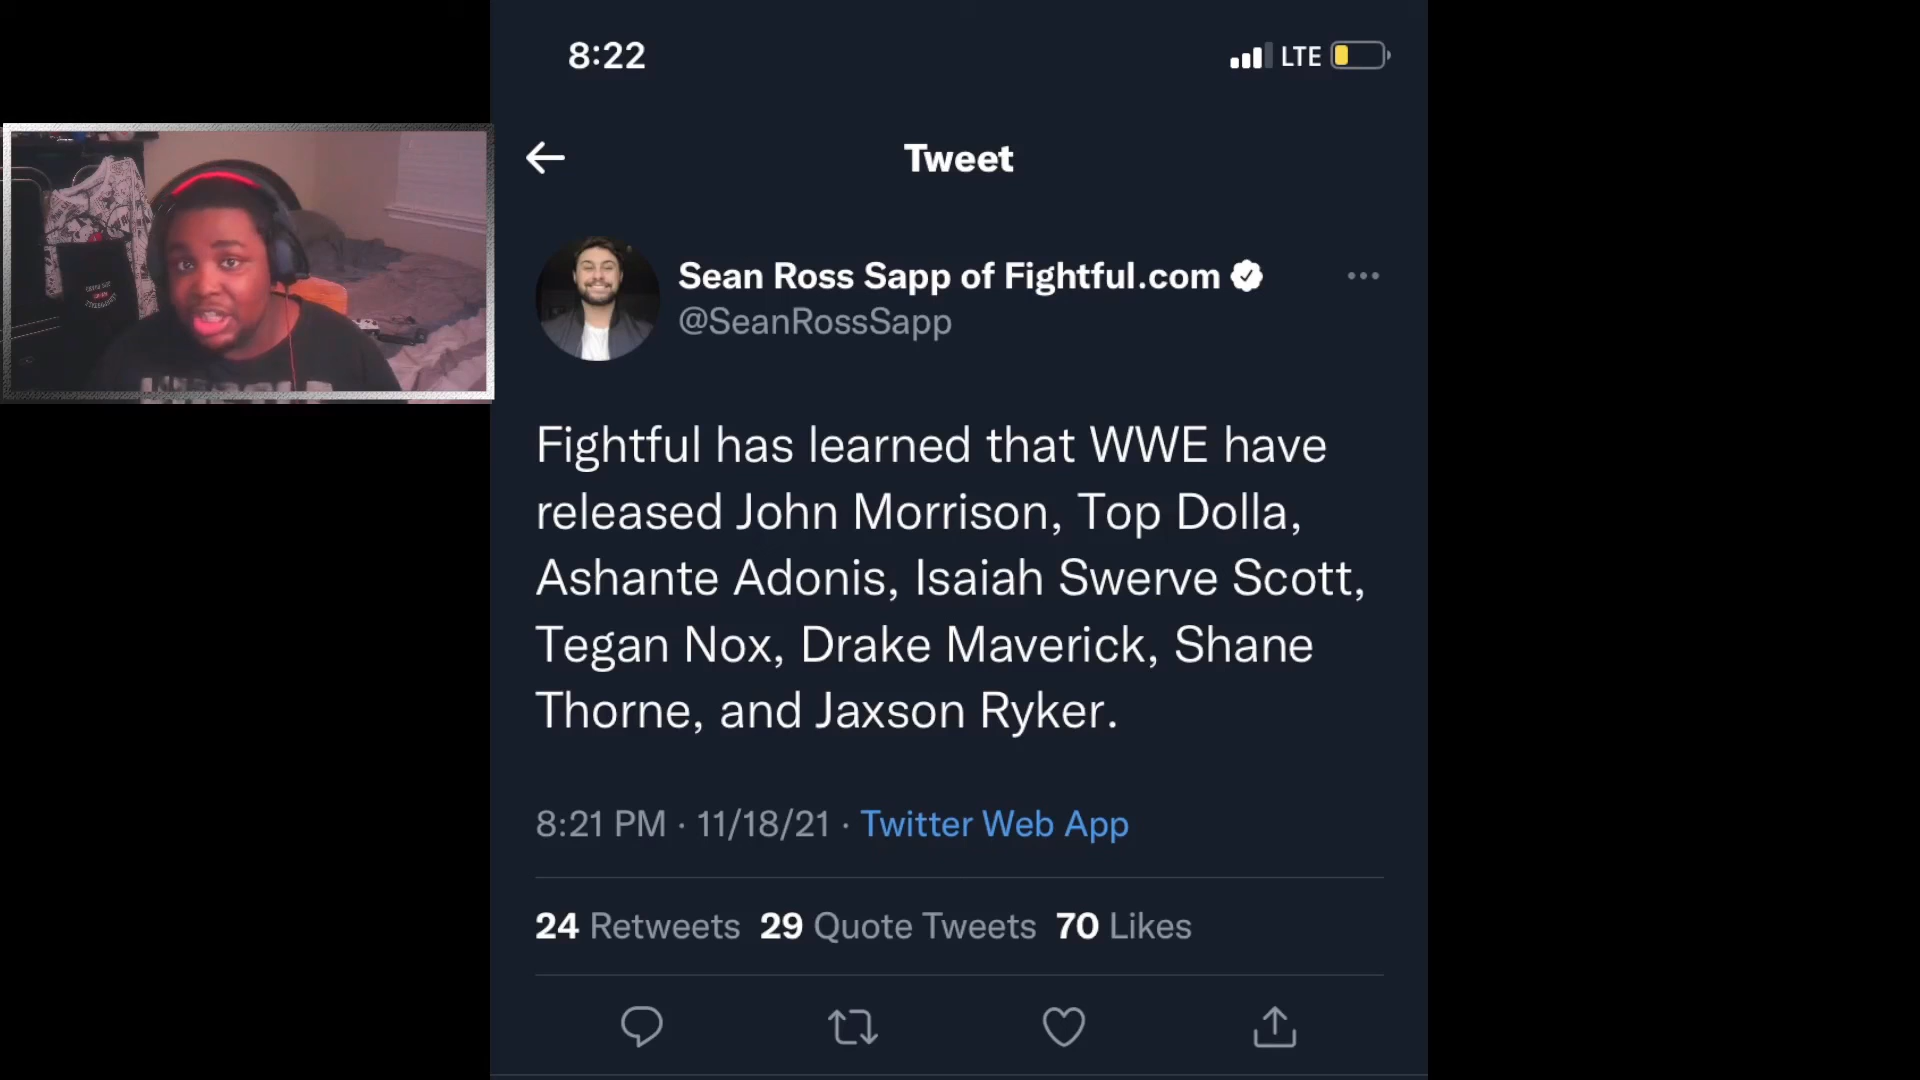 8:22
LTE
Tweet
Sean Ross Sapp of Fightful.com
@SeanRossSapp
Fightful has learned that WWE have
released John Morrison, Top Dolla,
Ashante Adonis, Isaiah Swerve Scott,
Tegan Nox, Drake Maverick, Shane
Thorne, and Jaxson Ryker.
8:21 PM · 11/18/21 · Twitter Web App
24 Retweets 29 Quote Tweets 70 Likes